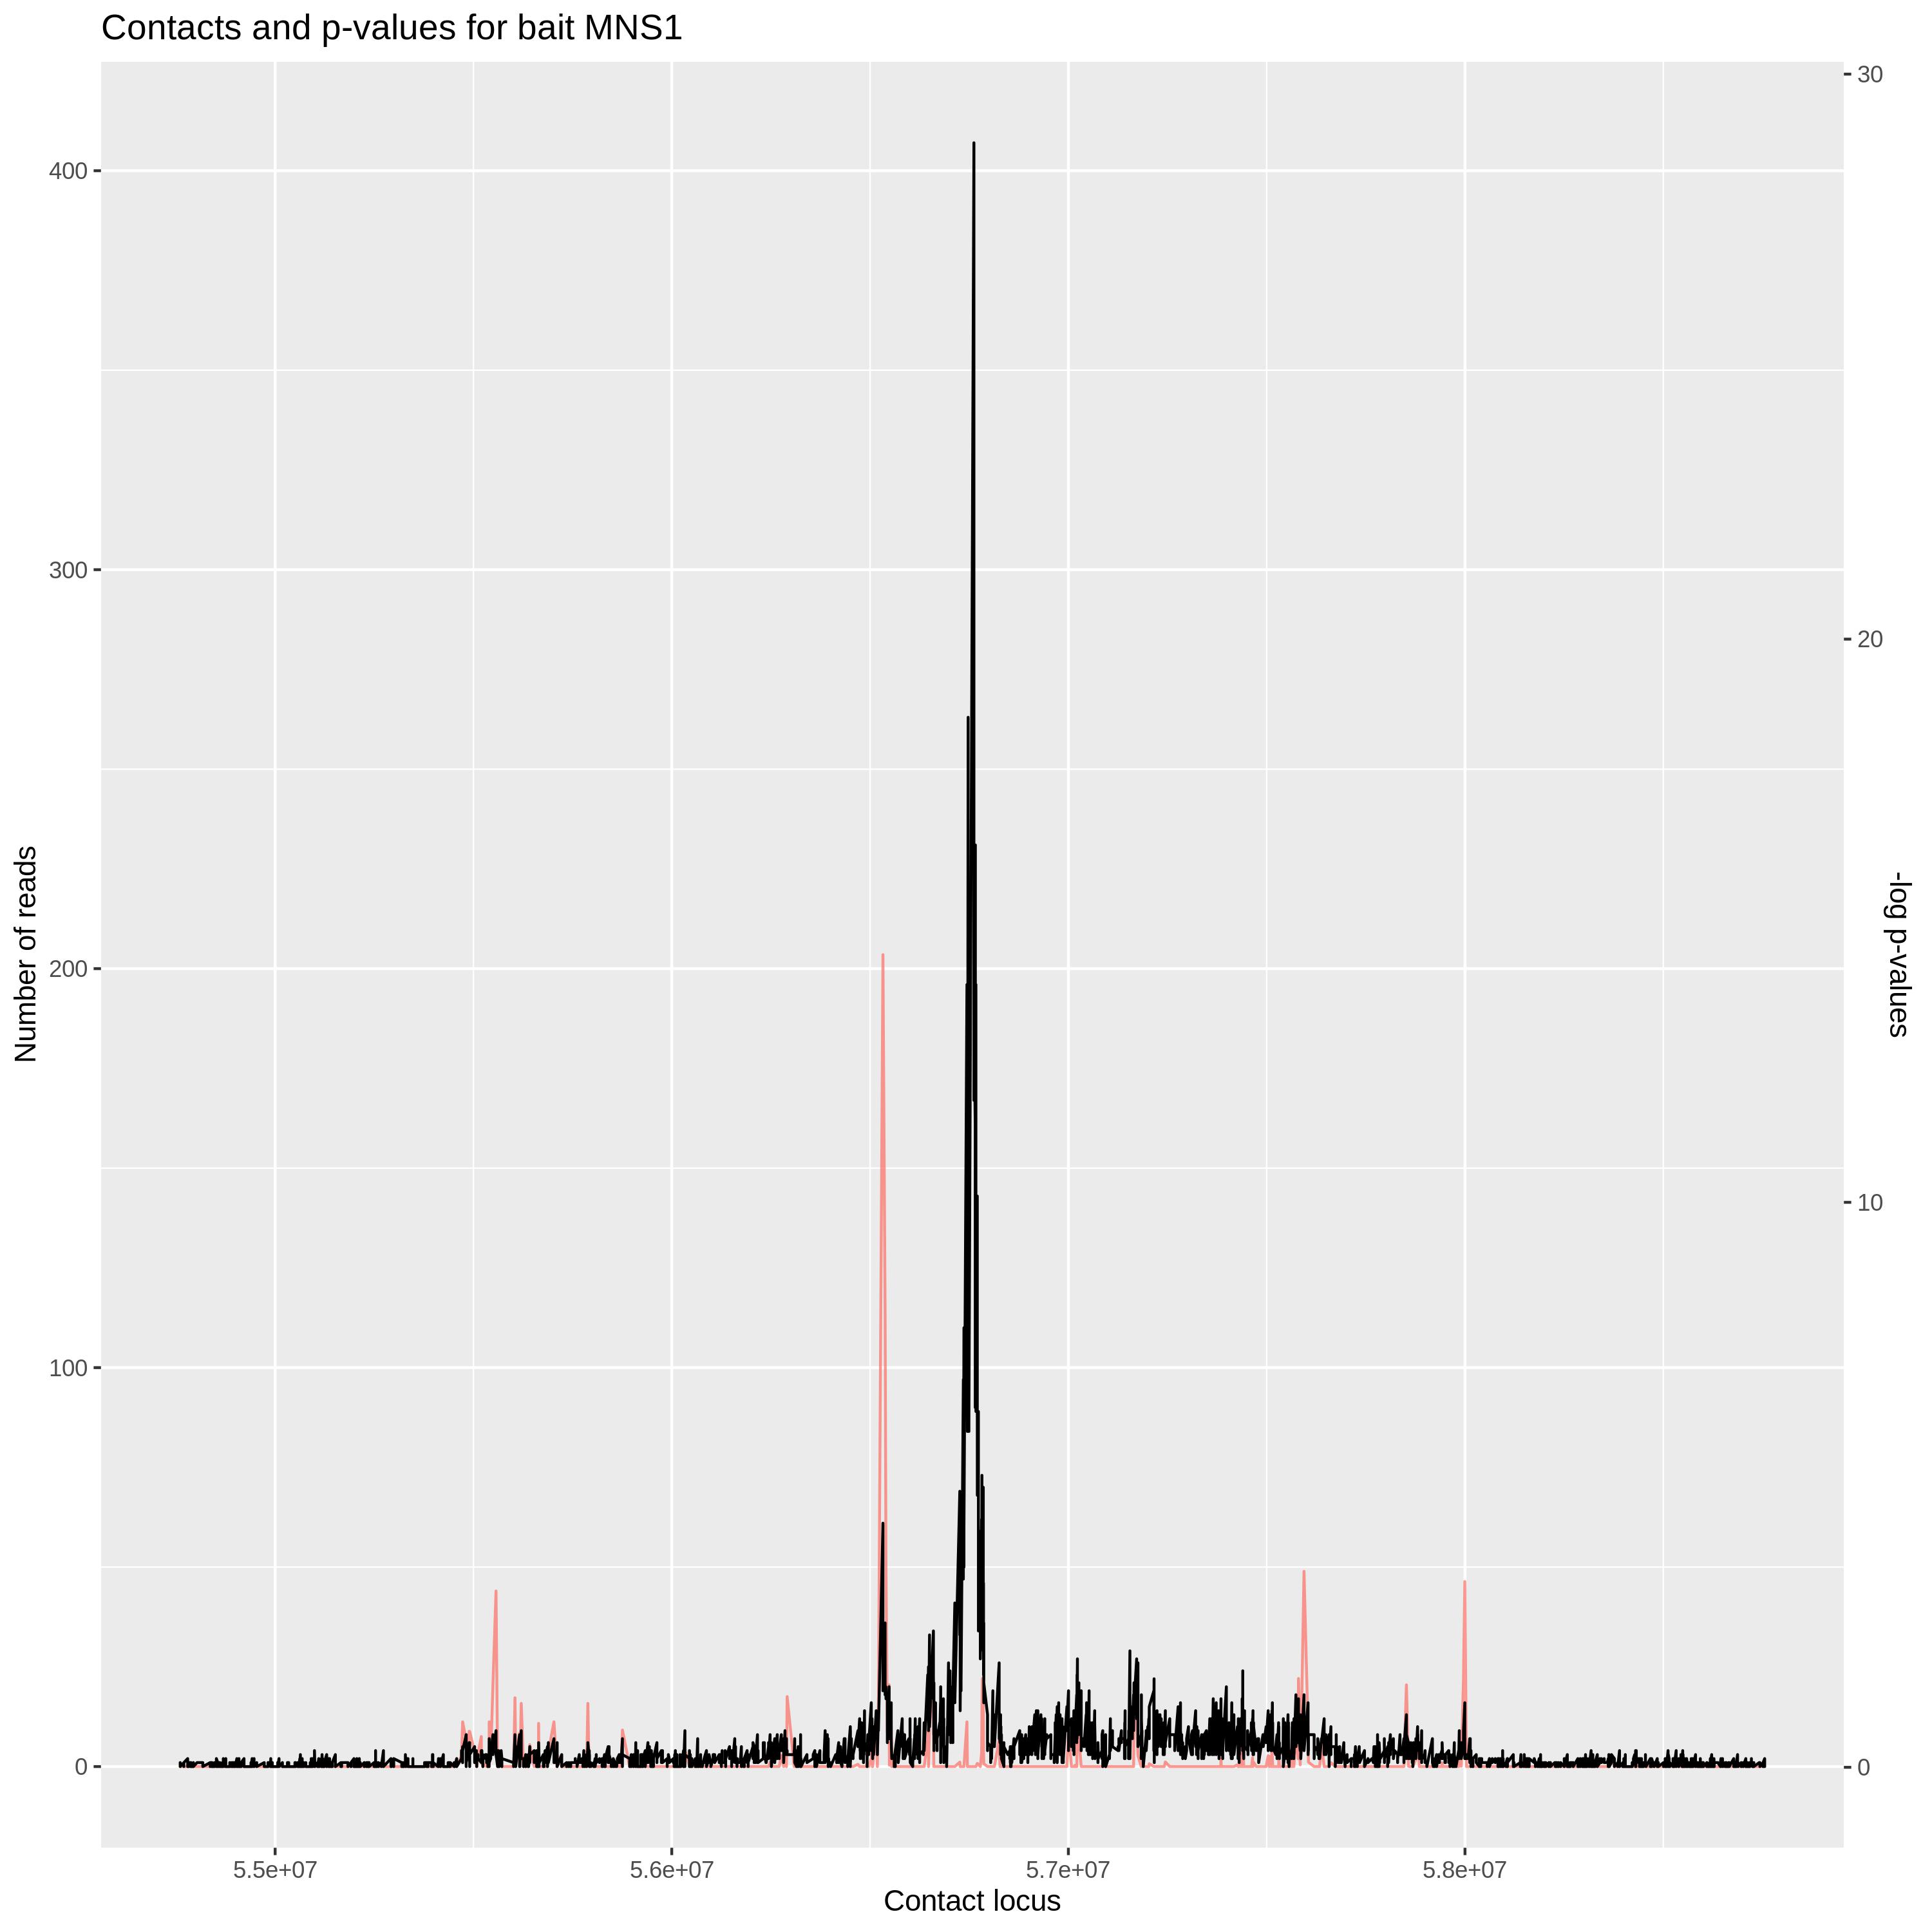 Contacts and p-values for bait MNS1
30
400
300
20
Number of reads
-log p-values
200
10
100
0
0
5.5e+07
5.6e+07
5.7e+07
5.8e+07
Contact locus